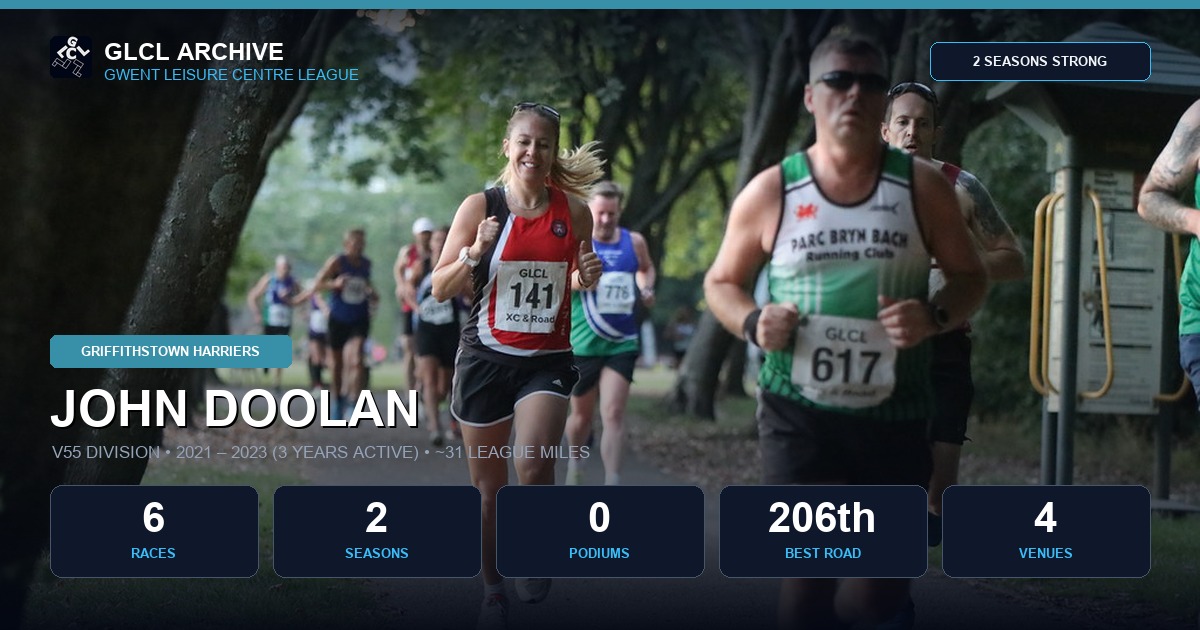 GLCL ARCHIVE
GWENT LEISURE CENTRE LEAGUE
2 SEASONS STRONG
PARC BRYN BACH
Running Club
GLCL
141
XC & Road
776
GLCL
617
GRIFFITHSTOWN HARRIERS
JOHN DOOLAN
V55 DIVISION • 2021 – 2023 (3 YEARS ACTIVE) • ~31 LEAGUE MILES
6
RACES
2
SEASONS
0
PODIUMS
206th
BEST ROAD
4
VENUES